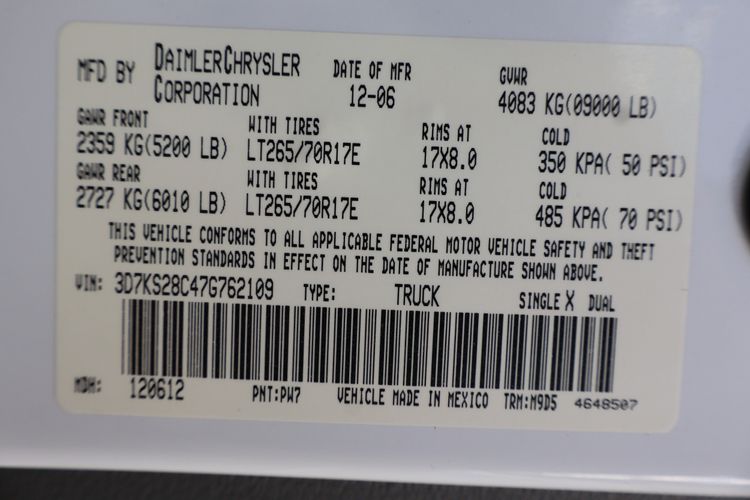 MFD BY DAIMLERCHRYSLER CORPORATION DATE OF MFR 12-06 GVWR 4083 KG(09000 LB)
GAWR FRONT WITH TIRES RIMS AT COLD
2359 KG(5200 LB) LT265/70R17E 17X8.0 350 KPA( 50 PSI)
GAWR REAR WITH TIRES RIMS AT COLD
2727 KG(6010 LB) LT265/70R17E 17X8.0 485 KPA( 70 PSI)
THIS VEHICLE CONFORMS TO ALL APPLICABLE FEDERAL MOTOR VEHICLE SAFETY AND THEFT
PREVENTION STANDARDS IN EFFECT ON THE DATE OF MANUFACTURE SHOWN ABOVE.
VIN: 3D7KS28C47G762109 TYPE: TRUCK SINGLE X DUAL
MDH: 120612 PNT:PW7 VEHICLE MADE IN MEXICO TRM:M9D5 4648507